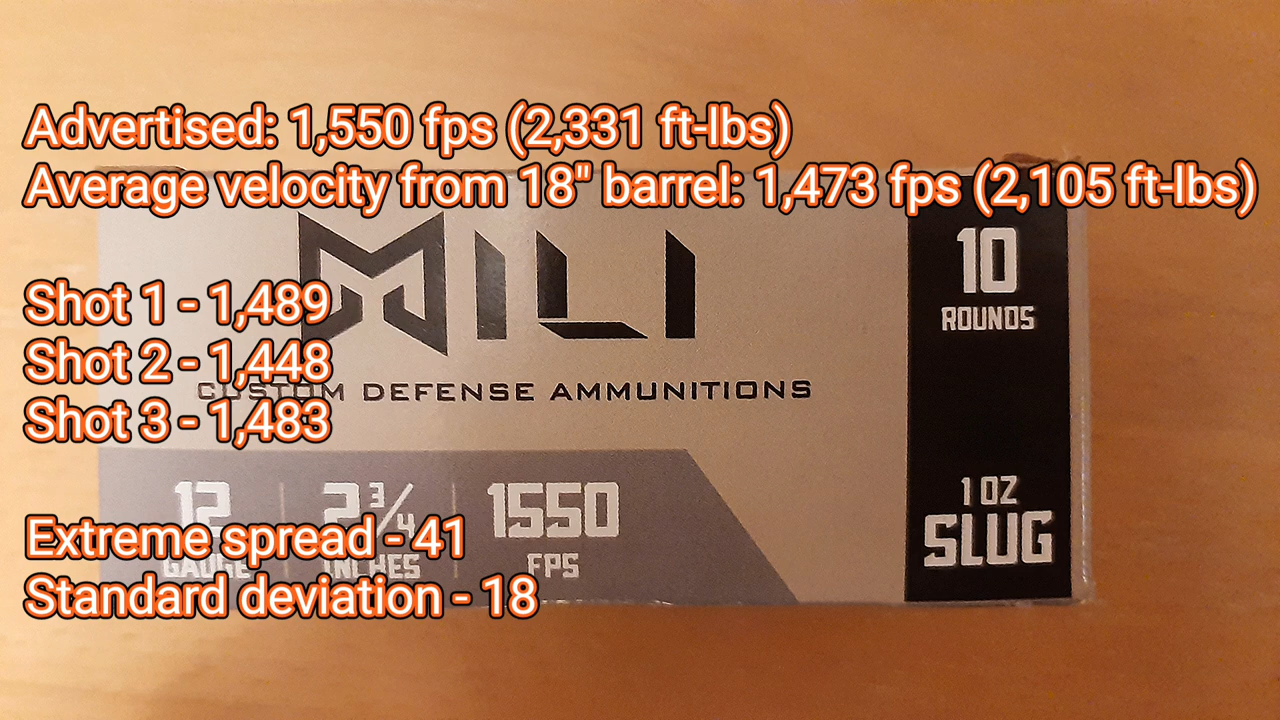 Advertised: 1,550 fps (2,331 ft-lbs)
Average velocity from 18" barrel: 1,473 fps (2,105 ft-lbs)
MILI
10
ROUNDS
Shot 1 - 1,489
Shot 2 - 1,448
CUSTOM DEFENSE AMMUNITIONS
Shot 3 - 1,483
12 2 3/4 1550
GAUGE INCHES FPS
1 OZ
SLUG
Extreme spread - 41
Standard deviation - 18